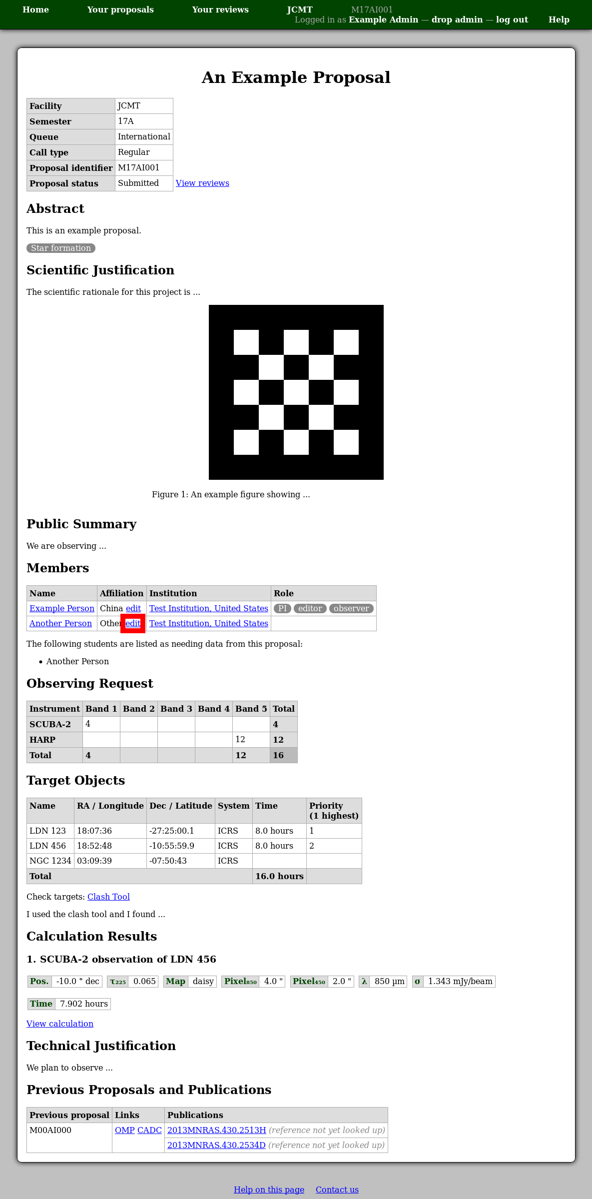 Home Your proposals Your reviews JCMT M17AI001
Logged in as Example Admin — drop admin — log out Help
An Example Proposal
Facility JCMT
Semester 17A
Queue International
Call type Regular
Proposal identifier M17AI001
Proposal status Submitted View reviews
Abstract
This is an example proposal.
Star formation
Scientific Justification
The scientific rationale for this project is ...
Figure 1: An example figure showing ...
Public Summary
We are observing ...
Members
Name Affiliation Institution Role
Example Person China edit Test Institution, United States PI editor observer
Another Person Other edit Test Institution, United States
The following students are listed as needing data from this proposal:
• Another Person
Observing Request
Instrument Band 1 Band 2 Band 3 Band 4 Band 5 Total
SCUBA-2 4 4
HARP 12 12
Total 4 12 16
Target Objects
Name RA / Longitude Dec / Latitude System Time Priority
(1 highest)
LDN 123 18:07:36 -27:25:00.1 ICRS 8.0 hours 1
LDN 456 18:52:48 -10:55:59.9 ICRS 8.0 hours 2
NGC 1234 03:09:39 -07:50:43 ICRS
Total 16.0 hours
Check targets: Clash Tool
I used the clash tool and I found ...
Calculation Results
1. SCUBA-2 observation of LDN 456
Pos. -10.0 ° dec τ₂₂₅ 0.065 Map daisy Pixel₈₅₀ 4.0 " Pixel₄₅₀ 2.0 " λ 850 µm σ 1.343 mJy/beam
Time 7.902 hours
View calculation
Technical Justification
We plan to observe ...
Previous Proposals and Publications
Previous proposal Links Publications
M00AI000 OMP CADC 2013MNRAS.430.2513H (reference not yet looked up)
2013MNRAS.430.2534D (reference not yet looked up)
Help on this page Contact us